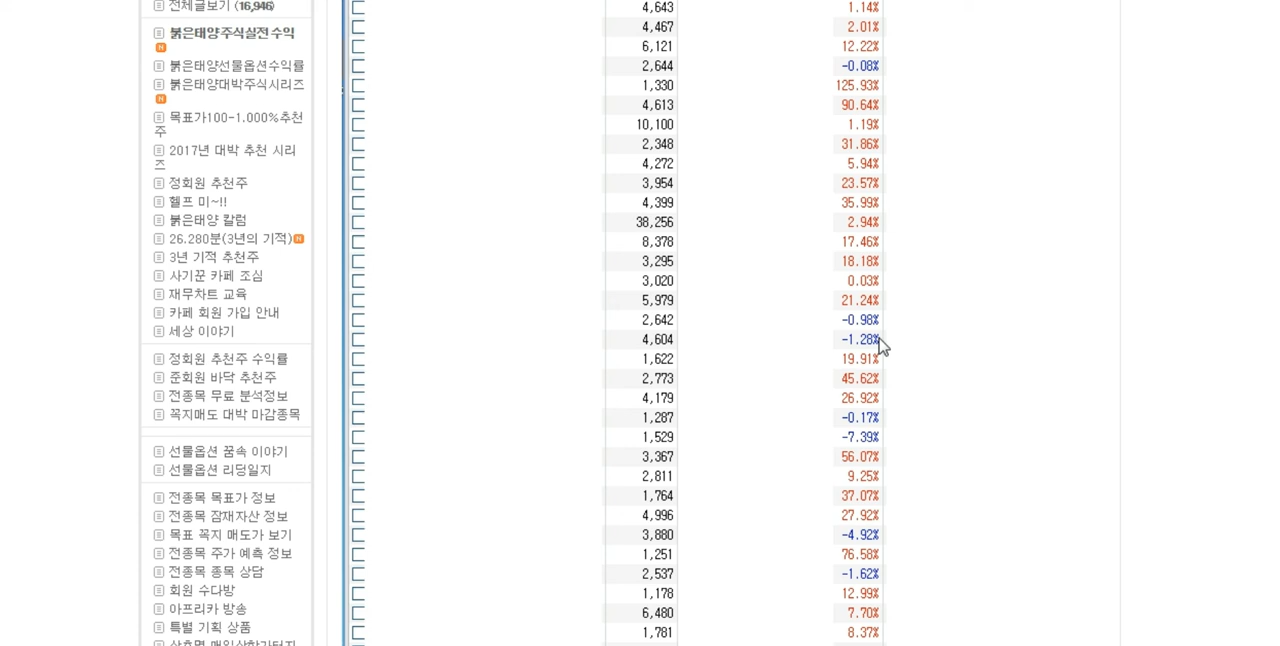 전체글보기 (16,946)
붉은태양주식실전수익
H
붉은태양선물옵션수익률
붉은태양대박주식시리즈
H
목표가100-1.000%추천
주
2017년 대박 추천 시리
즈
정회원 추천주
헬프 미~!!
붉은태양 칼럼
26.280분(3년의 기적) H
3년 기적 추천주
사기꾼 카페 조심
재무차트 교육
카페 회원 가입 안내
세상 이야기
정회원 추천주 수익률
준회원 바닥 추천주
전종목 무료 분석정보
꼭지매도 대박 마감종목
선물옵션 꿈속 이야기
선물옵션 리딩일지
전종목 목표가 정보
전종목 잠재자산 정보
목표 꼭지 매도가 보기
전종목 주가 예측 정보
전종목 종목 상담
회원 수다방
아프리카 방송
특별 기획 상품
4,643 1.14%
4,467 2.01%
6,121 12.22%
2,644 -0.08%
1,330 125.93%
4,613 90.64%
10,100 1.19%
2,348 31.86%
4,272 5.94%
3,954 23.57%
4,399 35.99%
38,256 2.94%
8,378 17.46%
3,295 18.18%
3,020 0.03%
5,979 21.24%
2,642 -0.98%
4,604 -1.28%
1,622 19.91%
2,773 45.62%
4,179 26.92%
1,287 -0.17%
1,529 -7.39%
3,367 56.07%
2,811 9.25%
1,764 37.07%
4,996 27.92%
3,880 -4.92%
1,251 76.58%
2,537 -1.62%
1,178 12.99%
6,480 7.70%
1,781 8.37%